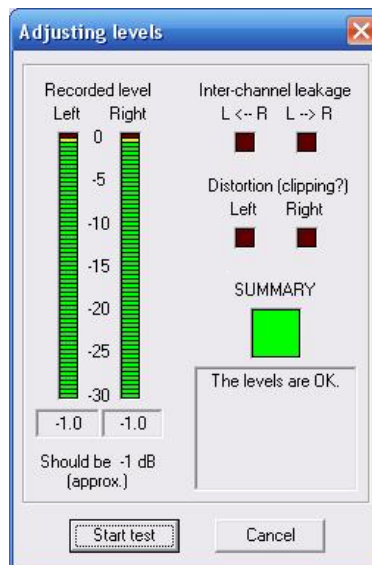 Adjusting levels
Recorded level
Left Right
0
-5
-10
-15
-20
-25
-30
-1.0 -1.0
Should be -1 dB
(approx.)
Inter-channel leakage
L <-- R L --> R
Distortion (clipping?)
Left Right
SUMMARY
The levels are OK.
Start test Cancel